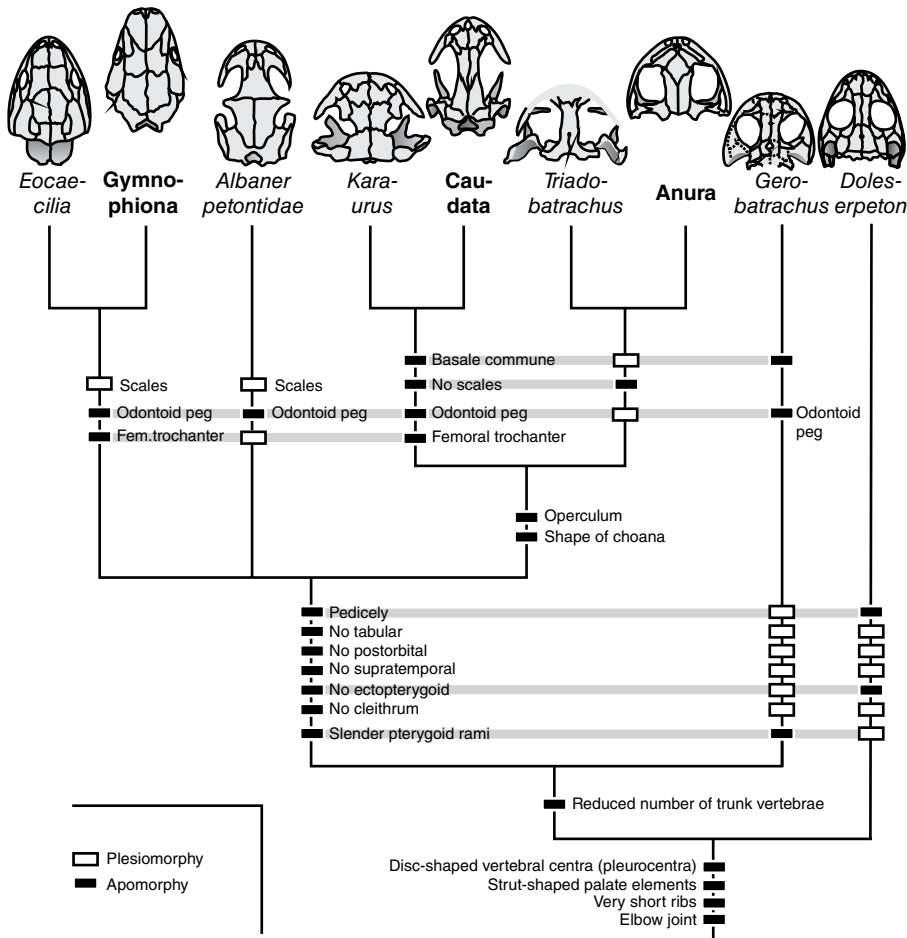 Eocae-
cilia
Gymno-
phiona
Albaner
petontidae
Kara-
urus
Cau-
data
Triado-
batrachus
Anura
Gero-
batrachus
Doles-
erpeton
Basale commune
Scales
Scales
No scales
Odontoid peg
Odontoid peg
Odontoid peg
Odontoid
peg
Fem.trochanter
Femoral trochanter
Operculum
Shape of choana
Pedicely
No tabular
No postorbital
No supratemporal
No ectopterygoid
No cleithrum
Slender pterygoid rami
Reduced number of trunk vertebrae
Plesiomorphy
Apomorphy
Disc-shaped vertebral centra (pleurocentra)
Strut-shaped palate elements
Very short ribs
Elbow joint